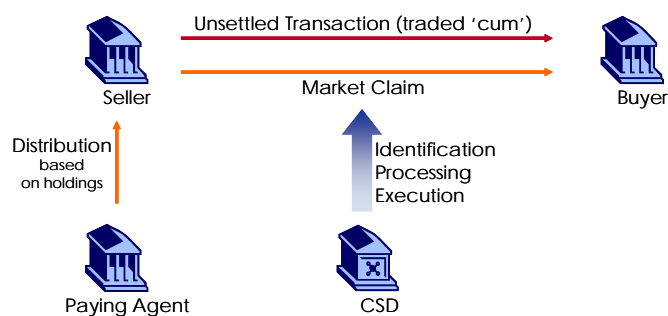 Unsettled Transaction (traded ‘cum’)
Seller
Market Claim
Buyer
Distribution
based
on holdings
Identification
Processing
Execution
Paying Agent
CSD